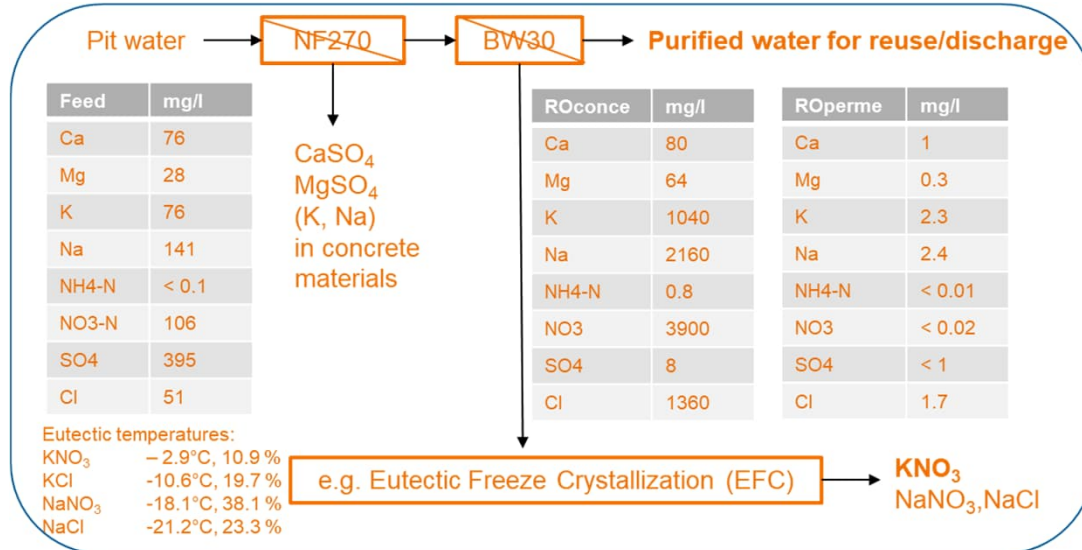 Pit water
NF270
BW30
Purified water for reuse/discharge
Feed mg/l
Ca 76
Mg 28
K 76
Na 141
NH4-N < 0.1
NO3-N 106
SO4 395
Cl 51
CaSO₄
MgSO₄
(K, Na)
in concrete
materials
ROconce mg/l
Ca 80
Mg 64
K 1040
Na 2160
NH4-N 0.8
NO3 3900
SO4 8
Cl 1360
ROperme mg/l
Ca 1
Mg 0.3
K 2.3
Na 2.4
NH4-N < 0.01
NO3 < 0.02
SO4 < 1
Cl 1.7
Eutectic temperatures:
KNO₃ – 2.9°C, 10.9 %
KCl -10.6°C, 19.7 %
NaNO₃ -18.1°C, 38.1 %
NaCl -21.2°C, 23.3 %
e.g. Eutectic Freeze Crystallization (EFC)
KNO₃
NaNO₃,NaCl